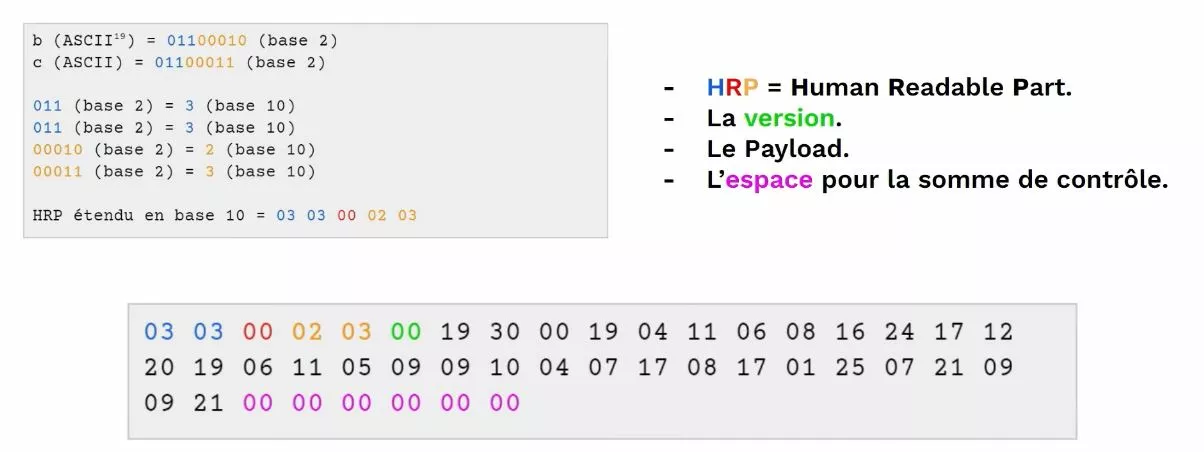 b (ASCII¹⁹) = 01100010 (base 2)
c (ASCII) = 01100011 (base 2)
011 (base 2) = 3 (base 10)
011 (base 2) = 3 (base 10)
00010 (base 2) = 2 (base 10)
00011 (base 2) = 3 (base 10)
HRP étendu en base 10 = 03 03 00 02 03
- HRP = Human Readable Part.
- La version.
- Le Payload.
- L’espace pour la somme de contrôle.
03 03 00 02 03 00 19 30 00 19 04 11 06 08 16 24 17 12
20 19 06 11 05 09 09 10 04 07 17 08 17 01 25 07 21 09
09 21 00 00 00 00 00 00